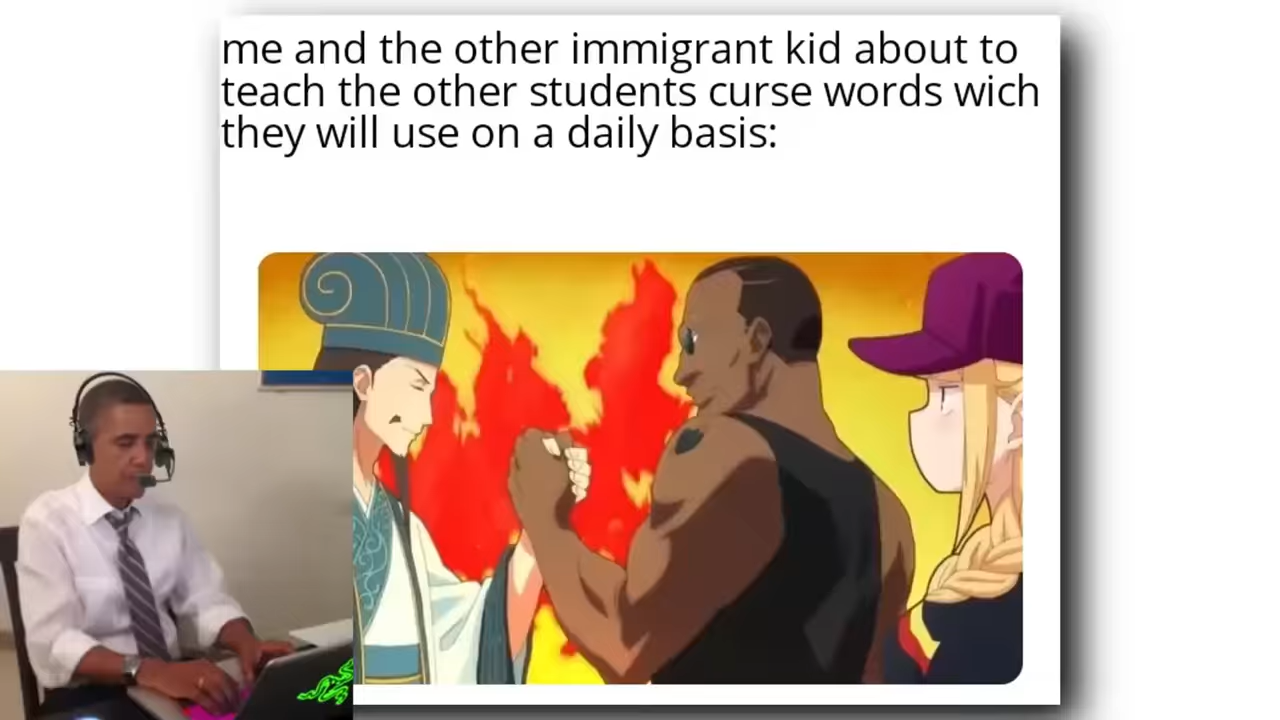 me and the other immigrant kid about to
teach the other students curse words wich
they will use on a daily basis: